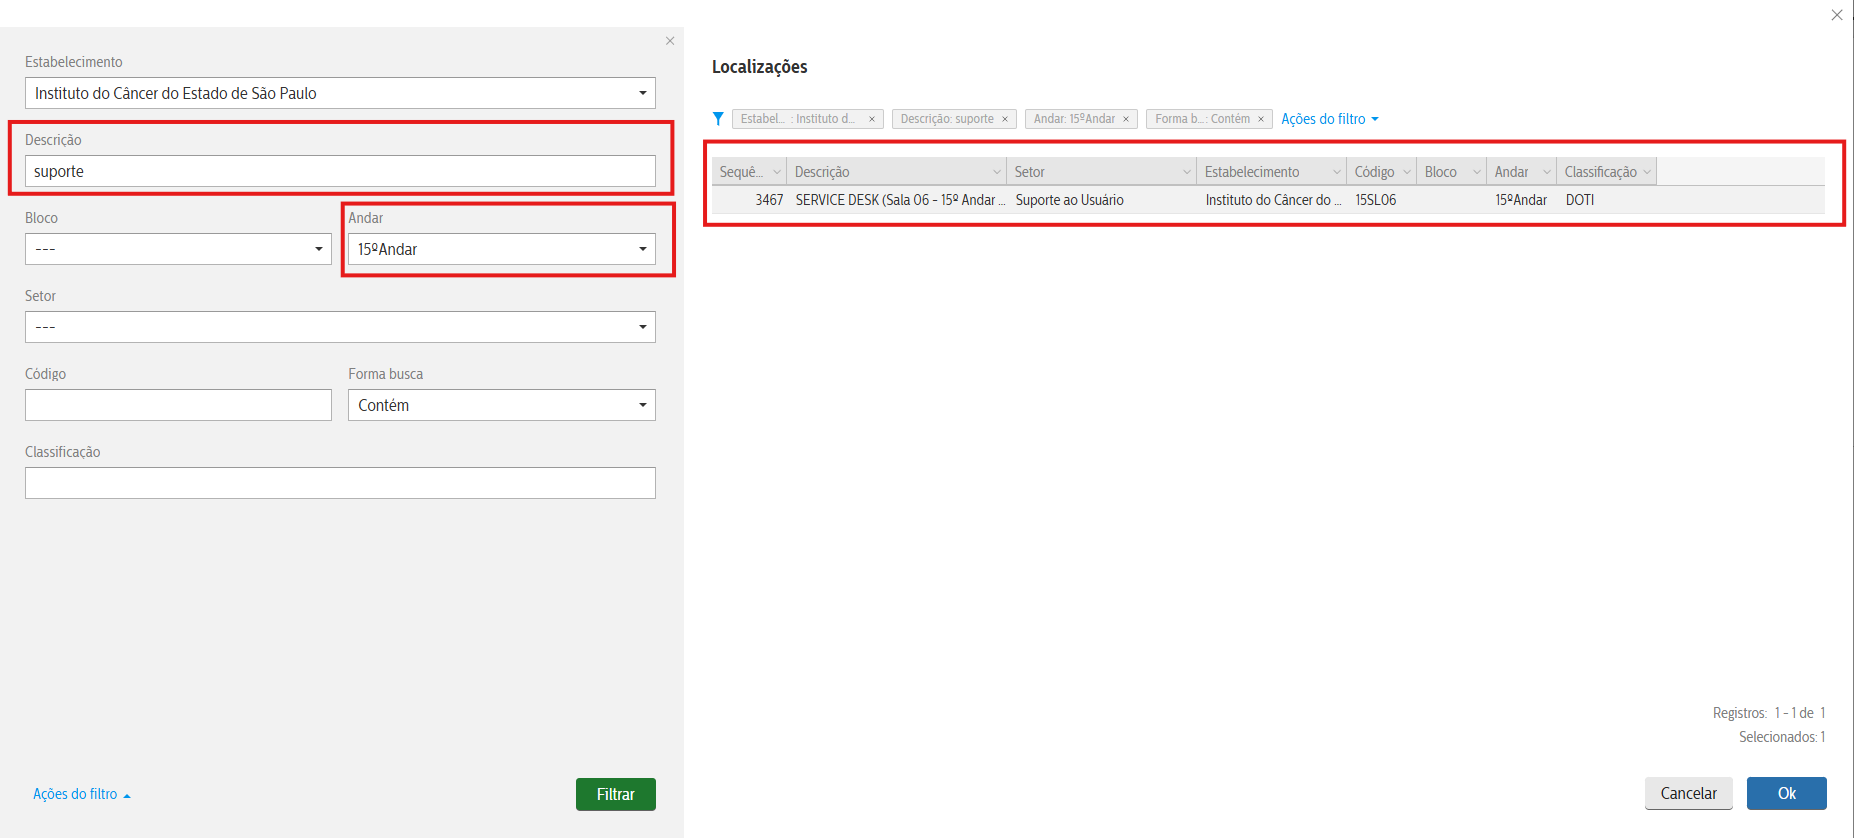 Estabelecimento
Instituto do Câncer do Estado de São Paulo
Descrição
suporte
Bloco
Andar
---
15ºAndar
Setor
---
Código
Forma busca
Contém
Classificação
Ações do filtro
Filtrar
Localizações
Estabel... : Instituto d...
Descrição: suporte
Andar: 15ºAndar
Forma b...: Contém
Ações do filtro
Sequê... Descrição Setor Estabelecimento Código Bloco Andar Classificação
3467 SERVICE DESK (Sala 06 - 15º Andar ... Suporte ao Usuário Instituto do Câncer do ... 15SL06 15ºAndar DOTI
Registros: 1 - 1 de 1
Selecionados: 1
Cancelar
Ok